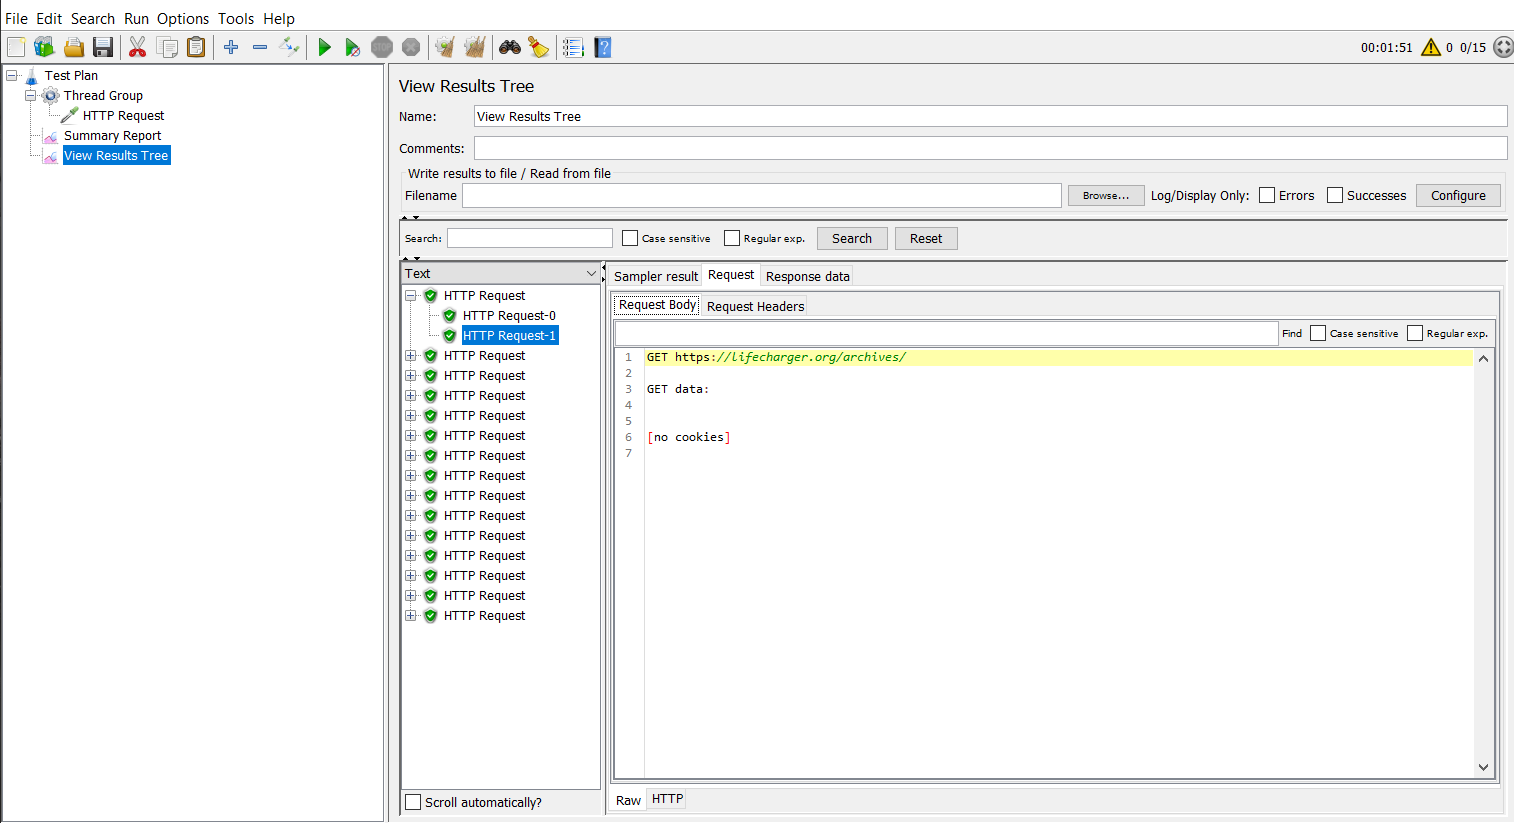 File Edit Search Run Options Tools Help
STOP 00:01:51 0 0/15
Test Plan
Thread Group
HTTP Request
Summary Report
View Results Tree
View Results Tree
Name: View Results Tree
Comments:
Write results to file / Read from file
Filename Browse... Log/Display Only: Errors Successes Configure
Search: Case sensitive Regular exp. Search Reset
Text
HTTP Request
HTTP Request-0
HTTP Request-1
HTTP Request
HTTP Request
HTTP Request
HTTP Request
HTTP Request
HTTP Request
HTTP Request
HTTP Request
HTTP Request
HTTP Request
HTTP Request
HTTP Request
HTTP Request
HTTP Request
Scroll automatically?
Sampler result Request Response data
Request Body Request Headers
Find Case sensitive Regular exp.
1 GET https://lifecharger.org/archives/
2
3 GET data:
4
5
6 [no cookies]
7
Raw HTTP